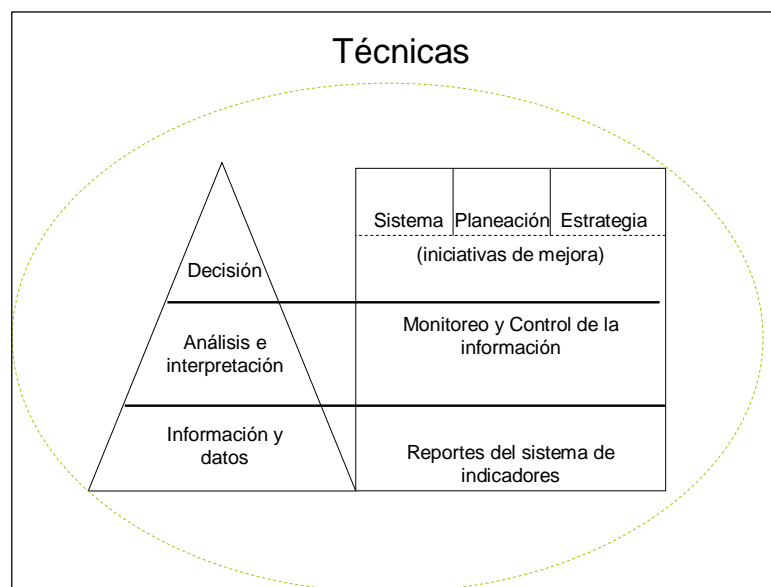 Técnicas
Sistema Planeación Estrategia
(iniciativas de mejora)
Decisión
Monitoreo y Control de la
información
Análisis e
interpretación
Información y
datos
Reportes del sistema de
indicadores